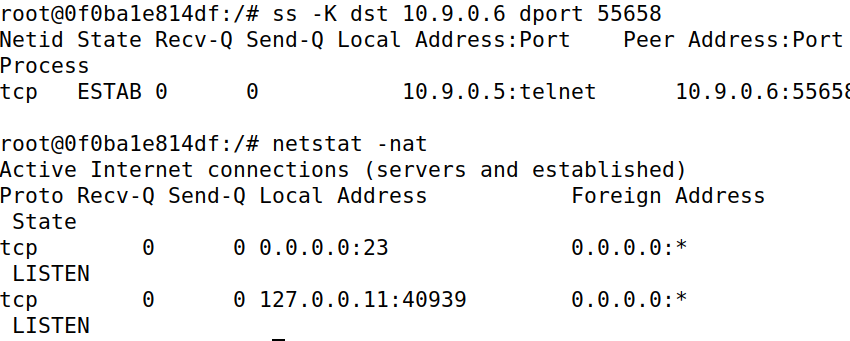 root@0f0ba1e814df:/# ss -K dst 10.9.0.6 dport 55658
Netid State Recv-Q Send-Q Local Address:Port    Peer Address:Port
Process
tcp   ESTAB 0      0            10.9.0.5:telnet      10.9.0.6:55658
root@0f0ba1e814df:/# netstat -nat
Active Internet connections (servers and established)
Proto Recv-Q Send-Q Local Address           Foreign Address
 State
tcp        0      0 0.0.0.0:23              0.0.0.0:*
 LISTEN
tcp        0      0 127.0.0.11:40939        0.0.0.0:*
 LISTEN